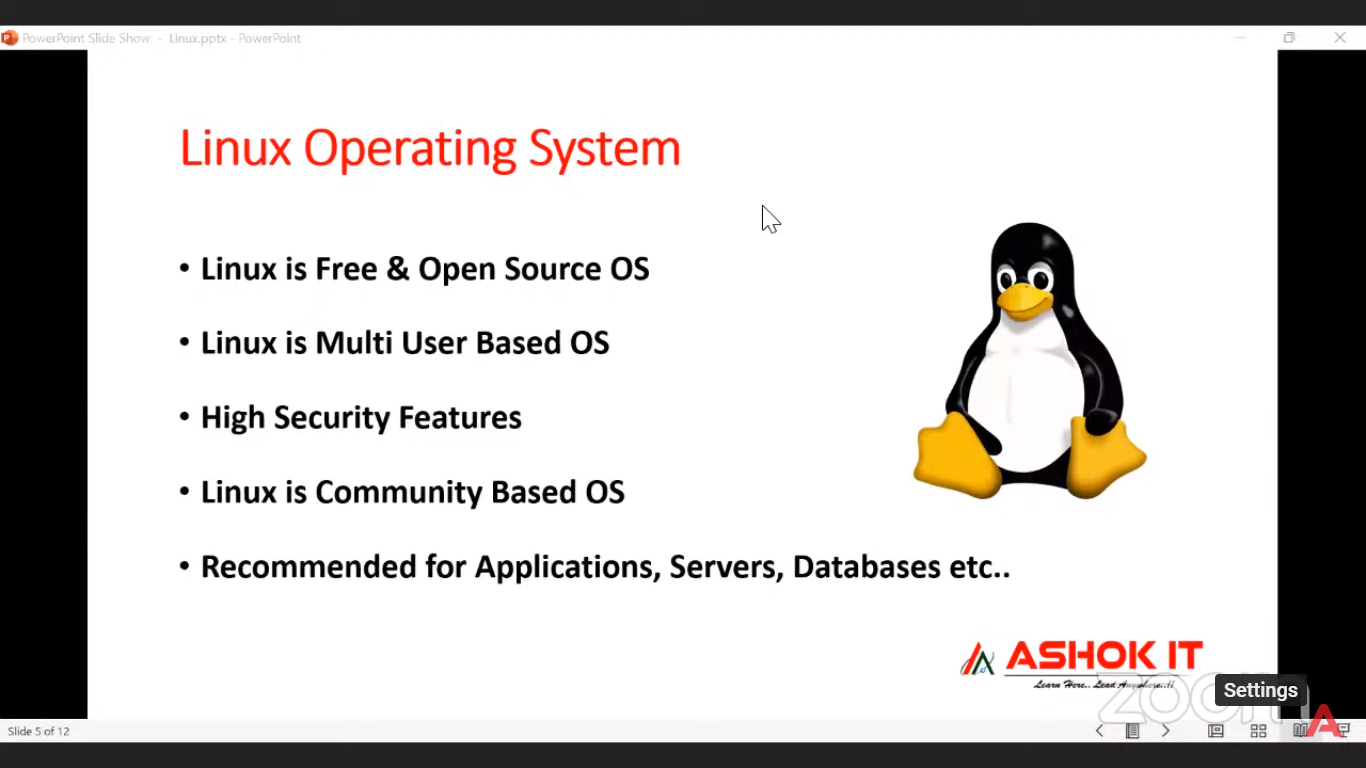 PowerPoint Slide Show - Linux.pptx - PowerPoint
Linux Operating System
• Linux is Free & Open Source OS
• Linux is Multi User Based OS
• High Security Features
• Linux is Community Based OS
• Recommended for Applications, Servers, Databases etc..
ASHOK IT
Learn Here.. Lead Anywhere..!!
zoom
Settings
Slide 5 of 12